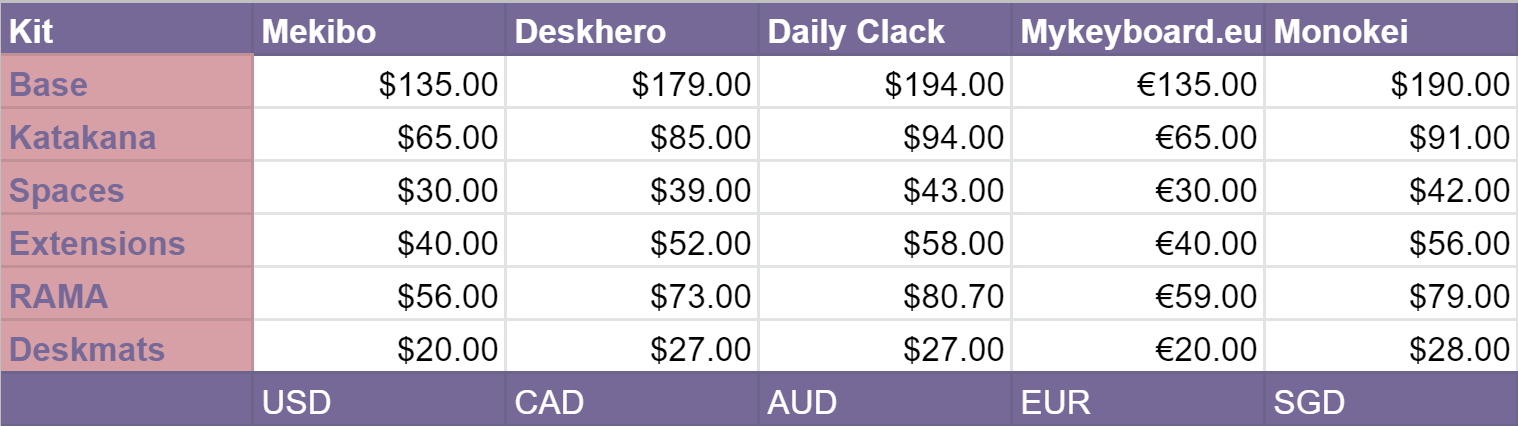 Kit Mekibo Deskhero Daily Clack Mykeyboard.eu Monokei
Base $135.00 $179.00 $194.00 €135.00 $190.00
Katakana $65.00 $85.00 $94.00 €65.00 $91.00
Spaces $30.00 $39.00 $43.00 €30.00 $42.00
Extensions $40.00 $52.00 $58.00 €40.00 $56.00
RAMA $56.00 $73.00 $80.70 €59.00 $79.00
Deskmats $20.00 $27.00 $27.00 €20.00 $28.00
USD CAD AUD EUR SGD